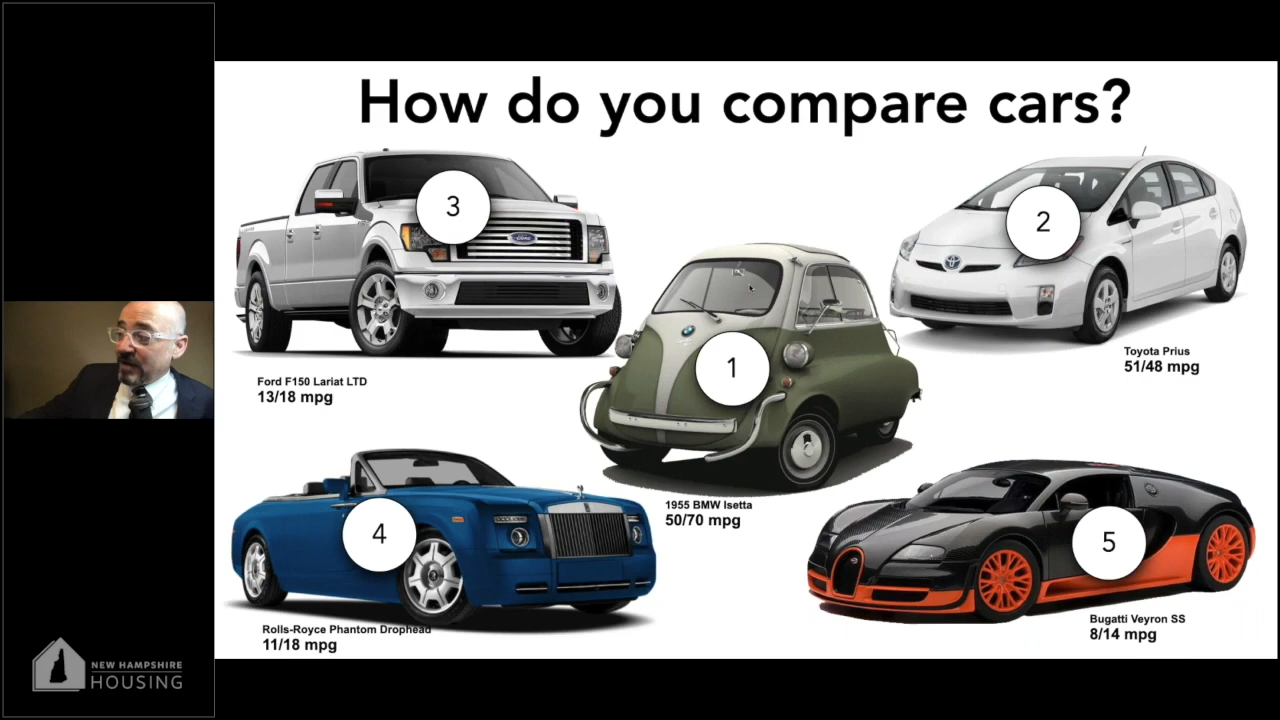 How do you compare cars?
3
Ford F150 Lariat LTD
13/18 mpg
2
Toyota Prius
51/48 mpg
1
1955 BMW Isetta
50/70 mpg
4
Rolls-Royce Phantom Drophead
11/18 mpg
5
Bugatti Veyron SS
8/14 mpg
NEW HAMPSHIRE
HOUSING